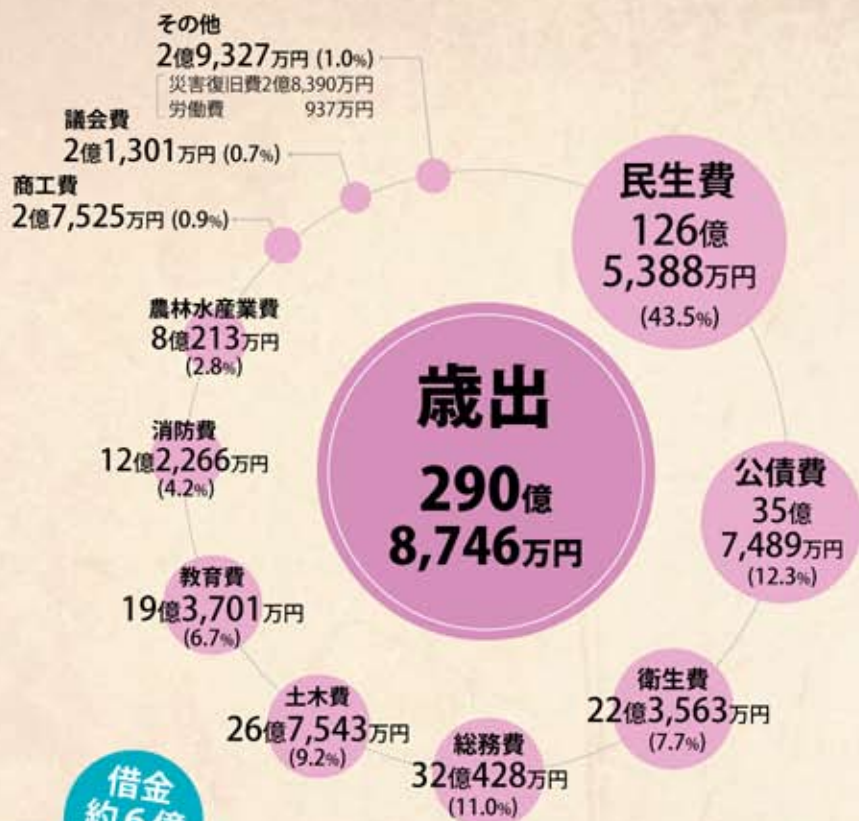 その他
2億9,327万円 (1.0%)
災害復旧費2億8,390万円
労働費 937万円
議会費
2億1,301万円 (0.7%)
商工費
2億7,525万円 (0.9%)
農林水産業費
8億213万円
(2.8%)
消防費
12億2,266万円
(4.2%)
教育費
19億3,701万円
(6.7%)
土木費
26億7,543万円
(9.2%)
総務費
32億428万円
(11.0%)
衛生費
22億3,563万円
(7.7%)
公債費
35億
7,489万円
(12.3%)
民生費
126億
5,388万円
(43.5%)
歳出
290億
8,746万円
借金
約6億